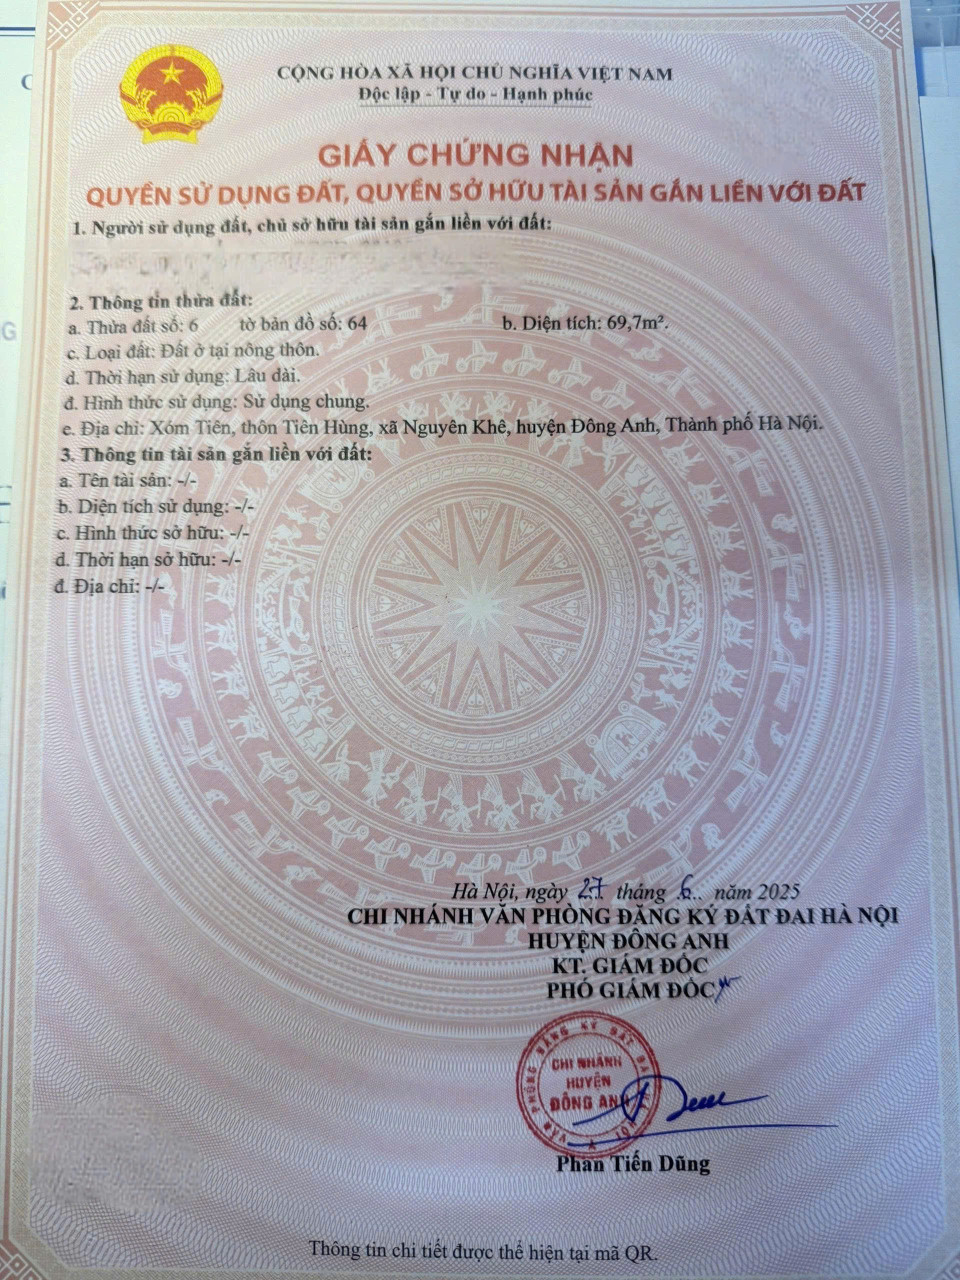 CỘNG HÒA XÃ HỘI CHỦ NGHĨA VIỆT NAM
Độc lập - Tự do - Hạnh phúc
GIẤY CHỨNG NHẬN
QUYỀN SỬ DỤNG ĐẤT, QUYỀN SỞ HỮU TÀI SẢN GẮN LIỀN VỚI ĐẤT
1. Người sử dụng đất, chủ sở hữu tài sản gắn liền với đất:
2. Thông tin thửa đất:
a. Thửa đất số: 6 tờ bản đồ số: 64 b. Diện tích: 69,7m².
c. Loại đất: Đất ở tại nông thôn.
d. Thời hạn sử dụng: Lâu dài.
đ. Hình thức sử dụng: Sử dụng chung.
e. Địa chỉ: Xóm Tiên, thôn Tiên Hùng, xã Nguyên Khê, huyện Đông Anh, Thành phố Hà Nội.
3. Thông tin tài sản gắn liền với đất:
a. Tên tài sản: -/-
b. Diện tích sử dụng: -/-
c. Hình thức sở hữu: -/-
d. Thời hạn sở hữu: -/-
đ. Địa chỉ: -/-
Hà Nội, ngày 27 tháng 6 năm 2025
CHI NHÁNH VĂN PHÒNG ĐĂNG KÝ ĐẤT ĐAI HÀ NỘI
HUYỆN ĐÔNG ANH
KT. GIÁM ĐỐC
PHÓ GIÁM ĐỐC
VĂN PHÒNG ĐĂNG KÝ ĐẤT ĐAI HÀ NỘI
CHI NHÁNH
HUYỆN
ĐÔNG ANH
Phan Tiến Dũng
Thông tin chi tiết được thể hiện tại mã QR.